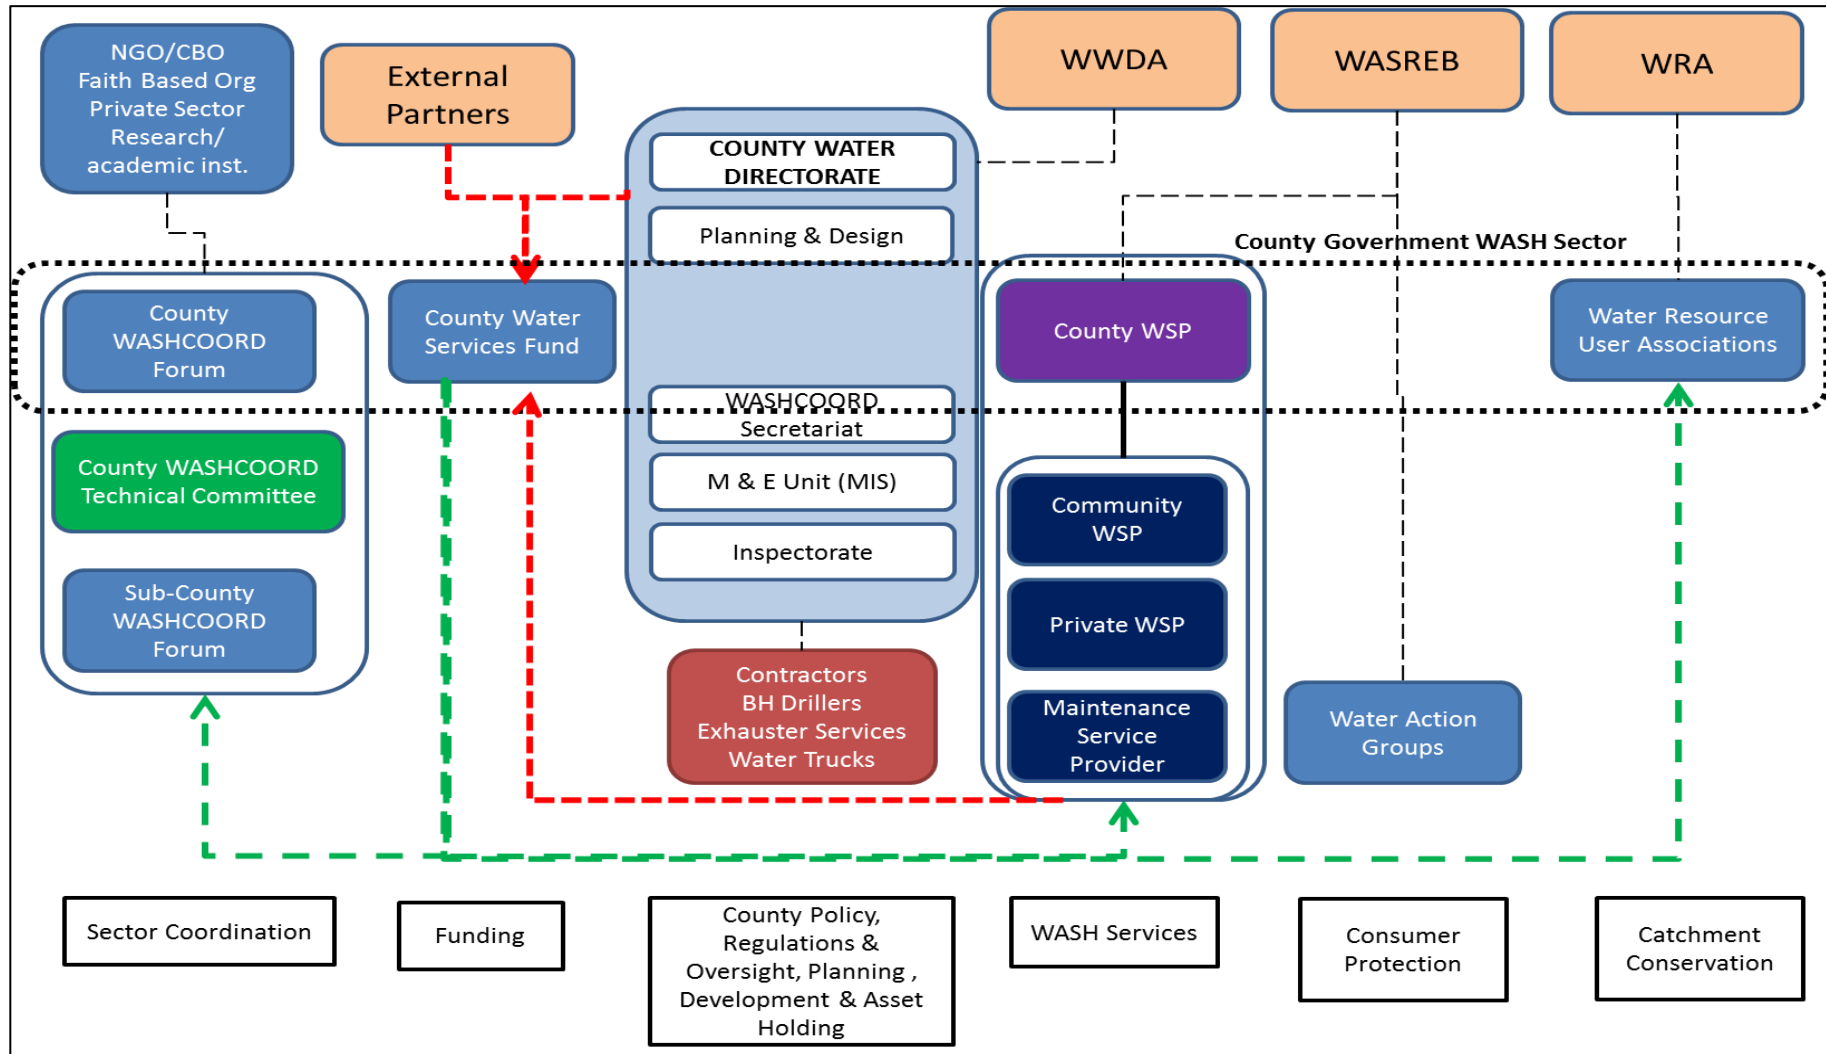 NGO/CBO
Faith Based Org
Private Sector
Research/
academic inst.
External
Partners
WWDA
WASREB
WRA
COUNTY WATER
DIRECTORATE
Planning & Design
County Government WASH Sector
County
WASHCOORD
Forum
County Water
Services Fund
County WSP
Water Resource
User Associations
WASHCOORD
Secretariat
County WASHCOORD
Technical Committee
M & E Unit (MIS)
Community
WSP
Inspectorate
Sub-County
WASHCOORD
Forum
Private WSP
Contractors
BH Drillers
Exhauster Services
Water Trucks
Maintenance
Service
Provider
Water Action
Groups
Sector Coordination
Funding
County Policy,
Regulations &
Oversight, Planning ,
Development & Asset
Holding
WASH Services
Consumer
Protection
Catchment
Conservation